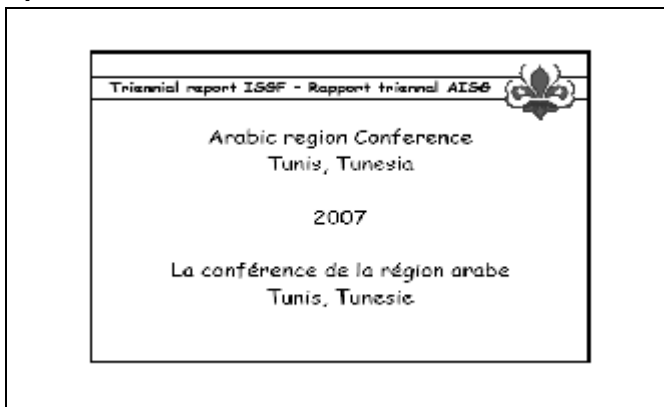 Triennial report ISGF - Rapport triennal AISG
Arabic region Conference
Tunis, Tunesia
2007
La conférence de la région arabe
Tunis, Tunesie